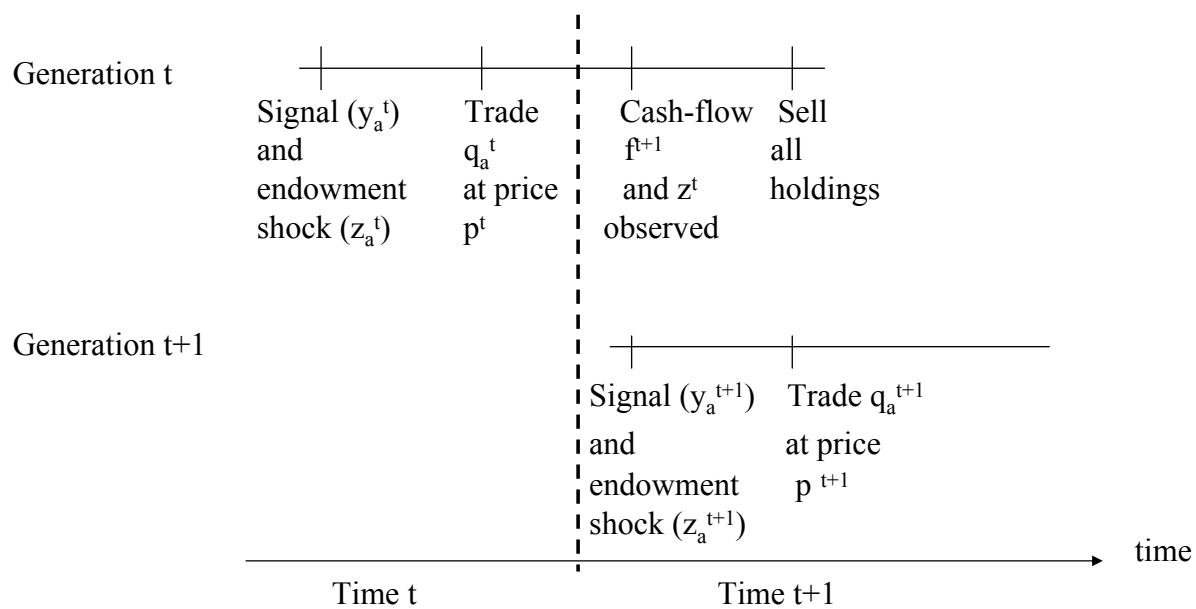 Generation t
Signal (y_a^t) Trade Cash-flow Sell
and q_a^t f^{t+1} all
endowment at price and z^t holdings
shock (z_a^t) p^t observed
Generation t+1
Signal (y_a^{t+1}) Trade q_a^{t+1}
and at price
endowment p^{t+1}
shock (z_a^{t+1})
time
Time t Time t+1